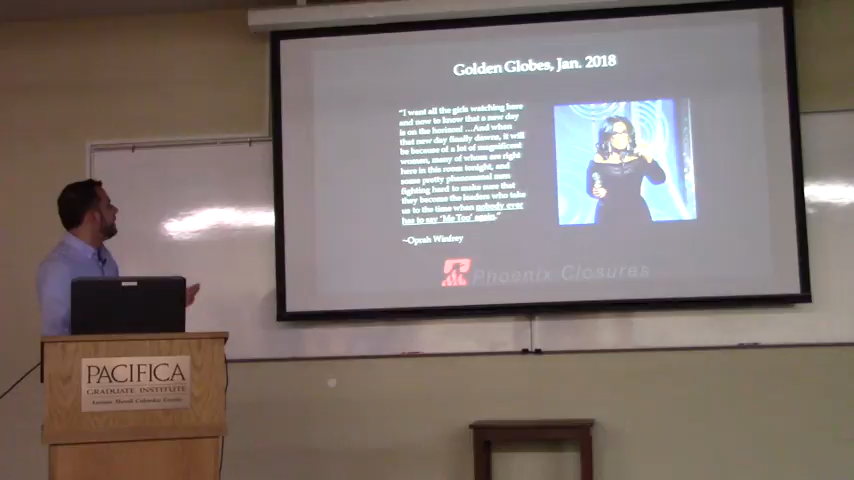 Golden Globes, Jan. 2018
"I want all the girls watching here
and now to know that a new day
is on the horizon! ...And when
that new day finally dawns, it will
be because of a lot of magnificent
women, many of whom are right
here in this room tonight, and
some pretty phenomenal men
fighting hard to make sure that
they become the leaders who take
us to the time when nobody ever
has to say 'Me Too' again."
~Oprah Winfrey
Phoenix Closures
PACIFICA
GRADUATE INSTITUTE